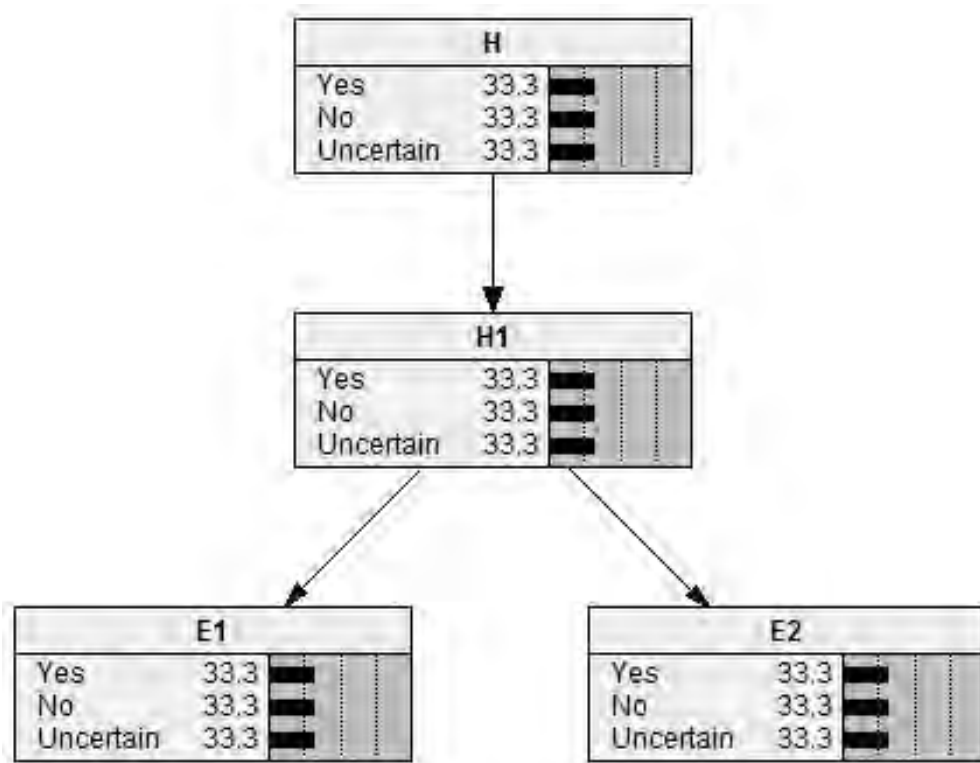 H
Yes 33.3
No 33.3
Uncertain 33.3
H1
Yes 33.3
No 33.3
Uncertain 33.3
E1
Yes 33.3
No 33.3
Uncertain 33.3
E2
Yes 33.3
No 33.3
Uncertain 33.3